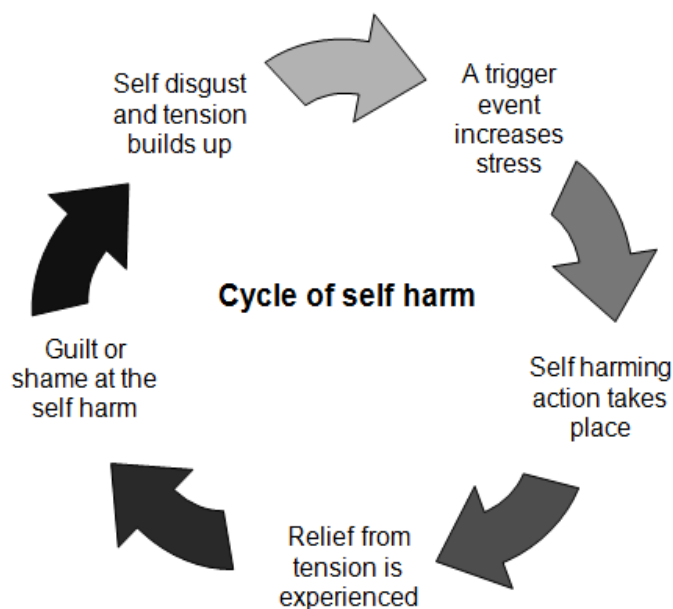 Self disgust
and tension
builds up
A trigger
event
increases
stress
Cycle of self harm
Guilt or
shame at the
self harm
Self harming
action takes
place
Relief from
tension is
experienced